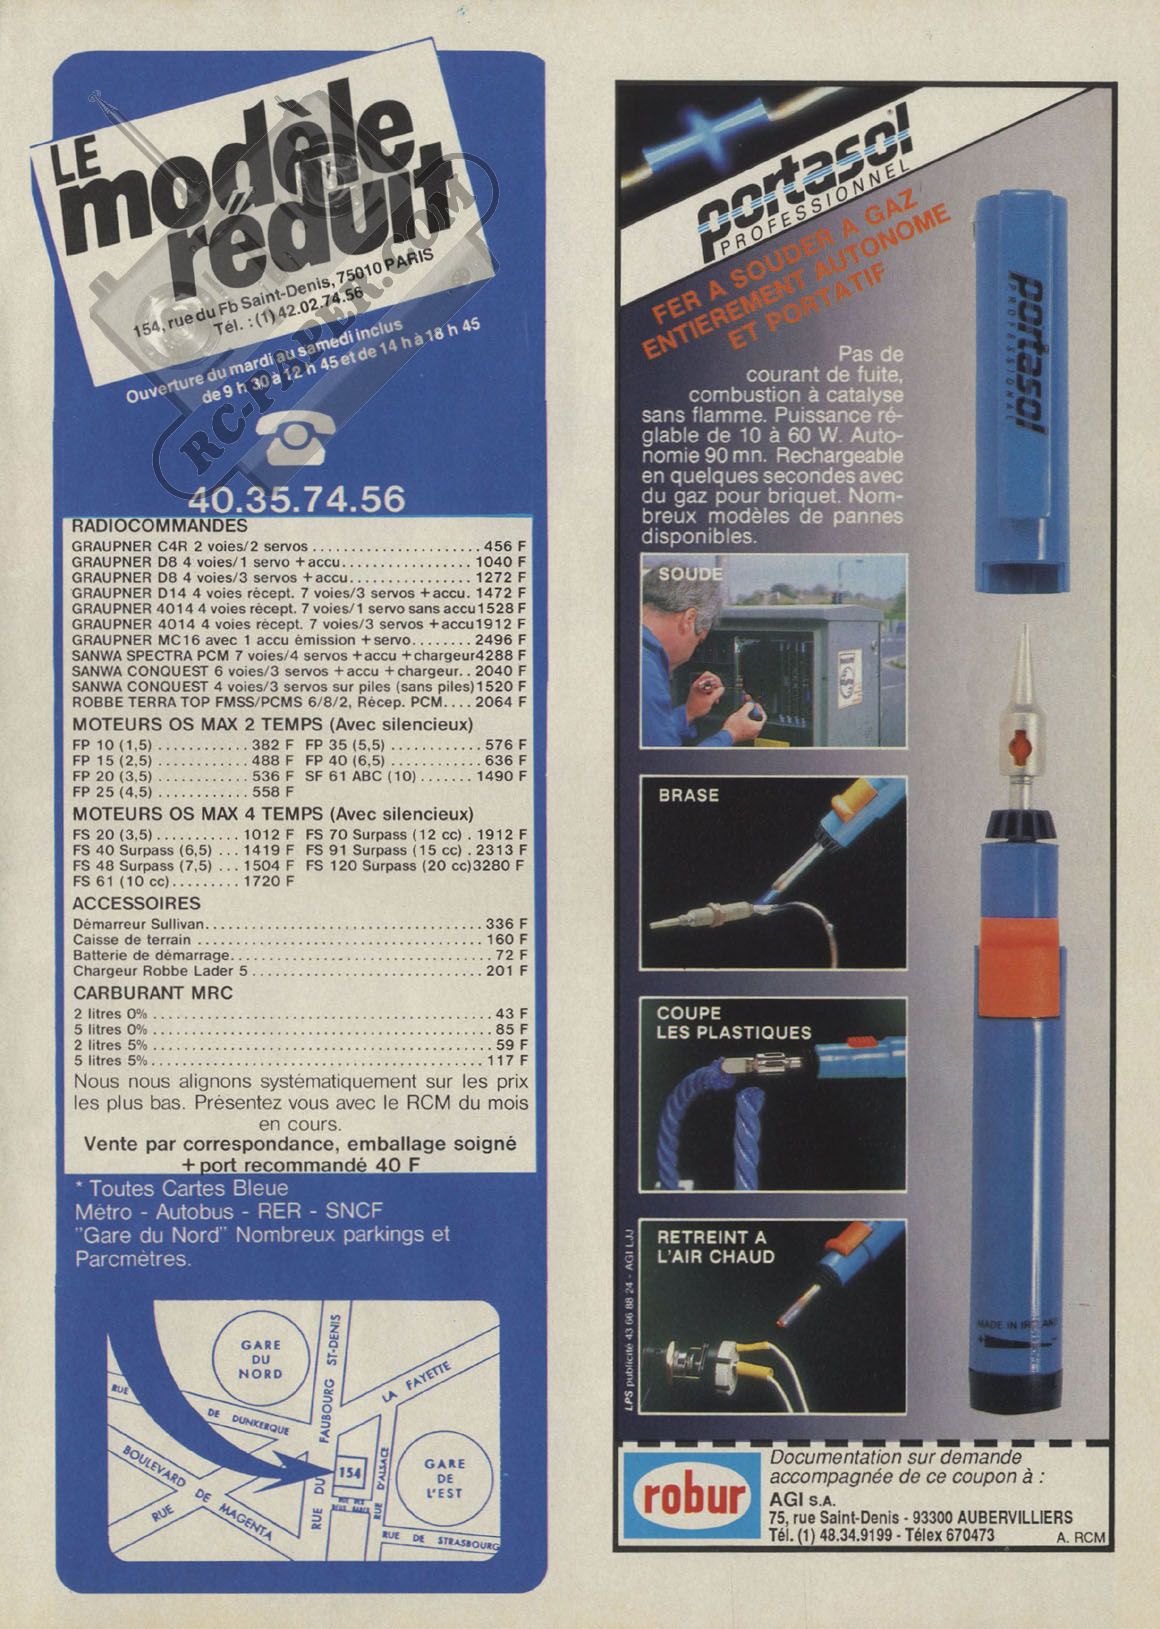 LE
modèle
réduit
154, rue du Fb Saint-Denis, 75010 PARIS
Tél. : (1) 42.02.74.56
Ouverture du mardi au samedi inclus
de 9 h 30 à 12 h 45 et de 14 h à 18 h 45
RC-PAPER.COM
40.35.74.56
RADIOCOMMANDES
GRAUPNER C4R 2 voies/2 servos ...................... 456 F
GRAUPNER D8 4 voies/1 servo + accu................. 1040 F
GRAUPNER D8 4 voies/3 servos + accu................ 1272 F
GRAUPNER D14 4 voies récept. 7 voies/3 servos + accu. 1472 F
GRAUPNER 4014 4 voies récept. 7 voies/1 servo sans accu 1528 F
GRAUPNER 4014 4 voies récept. 7 voies/3 servos + accu 1912 F
GRAUPNER MC16 avec 1 accu émission + servo........ 2496 F
SANWA SPECTRA PCM 7 voies/4 servos + accu + chargeur 4288 F
SANWA CONQUEST 6 voies/3 servos + accu + chargeur.. 2040 F
SANWA CONQUEST 4 voies/3 servos sur piles (sans piles) 1520 F
ROBBE TERRA TOP FMSS/PCMS 6/8/2, Récep. PCM.... 2064 F
MOTEURS OS MAX 2 TEMPS (Avec silencieux)
FP 10 (1,5) ............ 382 F FP 35 (5,5) ............ 576 F
FP 15 (2,5) ............ 488 F FP 40 (6,5) ............ 636 F
FP 20 (3,5) ............ 536 F SF 61 ABC (10) ....... 1490 F
FP 25 (4,5) ............ 558 F
MOTEURS OS MAX 4 TEMPS (Avec silencieux)
FS 20 (3,5) ........... 1012 F FS 70 Surpass (12 cc) . 1912 F
FS 40 Surpass (6,5) ... 1419 F FS 91 Surpass (15 cc) . 2313 F
FS 48 Surpass (7,5) ... 1504 F FS 120 Surpass (20 cc) 3280 F
FS 61 (10 cc)......... 1720 F
ACCESSOIRES
Démarreur Sullivan.................................... 336 F
Caisse de terrain ..................................... 160 F
Batterie de démarrage................................. 72 F
Chargeur Robbe Lader 5 .............................. 201 F
CARBURANT MRC
2 litres 0% ............................................ 43 F
5 litres 0% ............................................ 85 F
2 litres 5% ............................................ 59 F
5 litres 5%............................................ 117 F
Nous nous alignons systématiquement sur les prix
les plus bas. Présentez vous avec le RCM du mois
en cours.
Vente par correspondance, emballage soigné
+ port recommandé 40 F
* Toutes Cartes Bleue
Métro - Autobus - RER - SNCF
"Gare du Nord" Nombreux parkings et
Parcmètres.
GARE
DU
NORD
RUE DU FAUBOURG ST-DENIS
LA FAYETTE
RUE DE DUNKERQUE
BOULEVARD DE MAGENTA
RUE
154
RUE DES
DEUX GARES
RUE D'ALSACE
GARE
DE
L'EST
RUE DE STRASBOURG
portasol
PROFESSIONNEL
FER A SOUDER A GAZ
ENTIEREMENT AUTONOME
ET PORTATIF
Pas de
courant de fuite,
combustion à catalyse
sans flamme. Puissance ré-
glable de 10 à 60 W. Auto-
nomie 90 mn. Rechargeable
en quelques secondes avec
du gaz pour briquet. Nom-
breux modèles de pannes
disponibles.
portasol
PROFESSIONAL
SOUDE
BRASE
COUPE
LES PLASTIQUES
RETREINT A
L'AIR CHAUD
MADE IN IRELAND
+ -
LPS publicité 43 66 88 24 - AGI LJJ
robur
Documentation sur demande
accompagnée de ce coupon à :
AGI S.A.
75, rue Saint-Denis - 93300 AUBERVILLIERS
Tél. (1) 48.34.9199 - Télex 670473
A. RCM